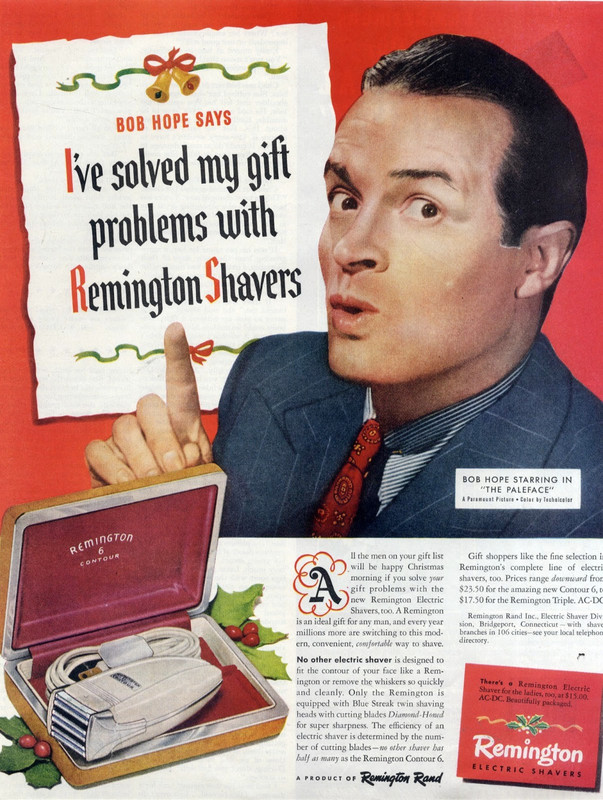 BOB HOPE SAYS
I've solved my gift
problems with
Remington Shavers
BOB HOPE STARRING IN
"THE PALEFACE"
A Paramount Picture • Color by Technicolor
REMINGTON
6
CONTOUR
All the men on your gift list
will be happy Christmas
morning if you solve your
gift problems with the
new Remington Electric
Shavers, too. A Remington
is an ideal gift for any man, and every year
millions more are switching to this mod-
ern, convenient, comfortable way to shave.
No other electric shaver is designed to
fit the contour of your face like a Rem-
ington or remove the whiskers so quickly
and cleanly. Only the Remington is
equipped with Blue Streak twin shaving
heads with cutting blades Diamond-Honed
for super sharpness. The efficiency of an
electric shaver is determined by the num-
ber of cutting blades—no other shaver has
half as many as the Remington Contour 6.
A PRODUCT OF Remington Rand
Gift shoppers like the fine selection in
Remington's complete line of electri
shavers, too. Prices range downward from
$23.50 for the amazing new Contour 6, t
$17.50 for the Remington Triple. AC-DC
Remington Rand Inc., Electric Shaver Div
sion, Bridgeport, Connecticut—with shave
branches in 106 cities—see your local telephon
directory.
There's a Remington Electric
Shaver for the ladies, too, at $15.00.
AC-DC. Beautifully packaged.
Remington
ELECTRIC SHAVERS